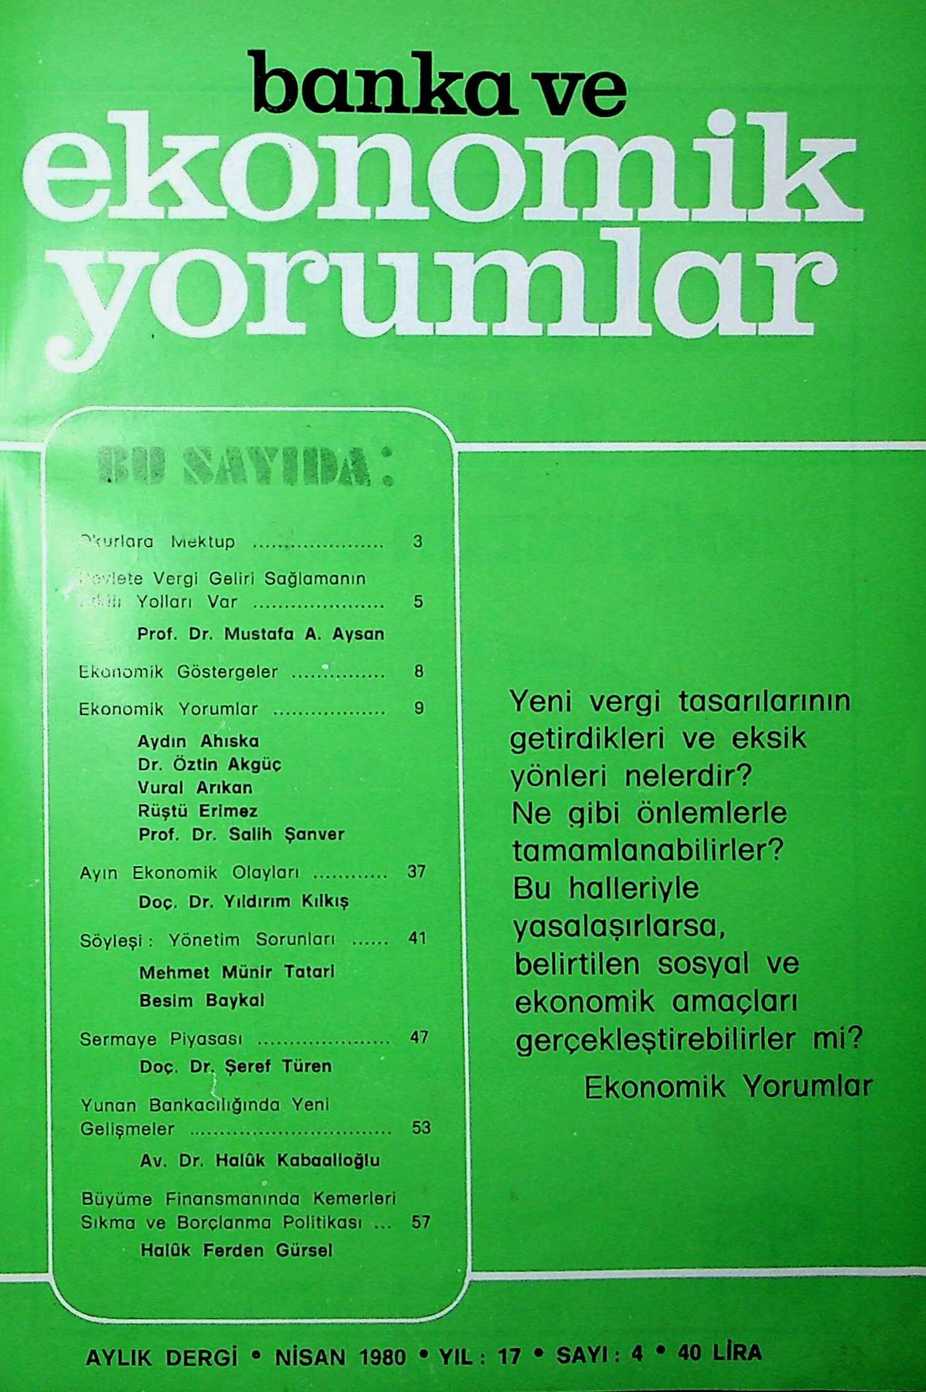 banka ve
ekonomik
yorumlar
BU SAYIDA:
Okurlara Mektup ...................... 3
Devlete Vergi Geliri Sağlamanın
Yolları Var ...................... 5
Prof. Dr. Mustafa A. Aysan
Ekonomik Göstergeler ................ 8
Ekonomik Yorumlar ................... 9
Aydın Ahıska
Dr. Öztin Akgüç
Vural Arıkan
Rüştü Erimez
Prof. Dr. Salih Şanver
Ayın Ekonomik Olayları ............ 37
Doç. Dr. Yıldırım Kılkış
Söyleşi : Yönetim Sorunları ...... 41
Mehmet Münir Tatari
Besim Baykal
Sermaye Piyasası ...................... 47
Doç. Dr. Şeref Türen
Yunan Bankacılığında Yeni
Gelişmeler .................................. 53
Av. Dr. Halûk Kabaalioğlu
Büyüme Finansmanında Kemerleri
Sıkma ve Borçlanma Politikası ... 57
Halûk Ferden Gürsel
Yeni vergi tasarılarının
getirdikleri ve eksik
yönleri nelerdir?
Ne gibi önlemlerle
tamamlanabilirler?
Bu halleriyle
yasalaşırlarsa,
belirtilen sosyal ve
ekonomik amaçları
gerçekleştirebilirler mi?
Ekonomik Yorumlar
AYLIK DERGİ • NİSAN 1980 • YIL : 17 • SAYI : 4 • 40 LİRA